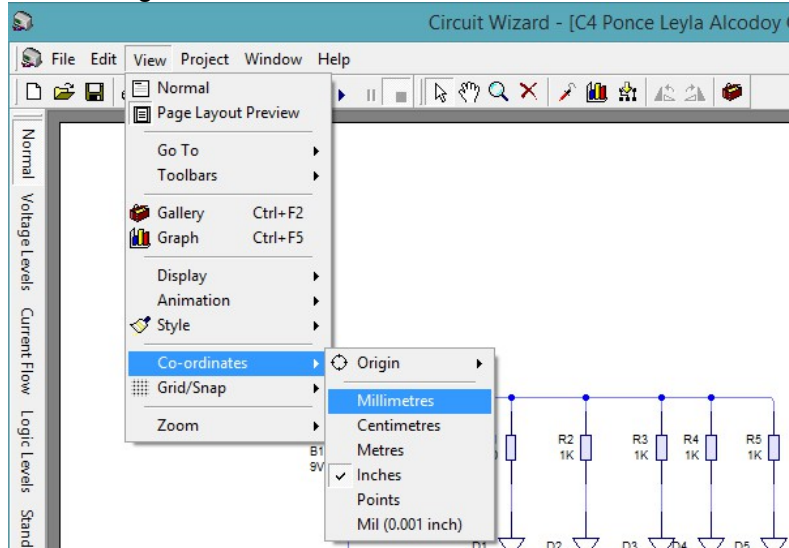 Circuit Wizard - [C4 Ponce Leyla Alcodoy
File Edit View Project Window Help
Normal
Page Layout Preview
Go To
Toolbars
Gallery Ctrl+F2
Graph Ctrl+F5
Display
Animation
Style
Co-ordinates
Grid/Snap
Zoom
Origin
Millimetres
Centimetres
Metres
Inches
Points
Mil (0.001 inch)
Normal
Voltage Levels
Current Flow
Logic Levels
Stand
B1
9V
R2
1K
R3
1K
R4
1K
R5
1K
D1 D2 D3 D4 D5